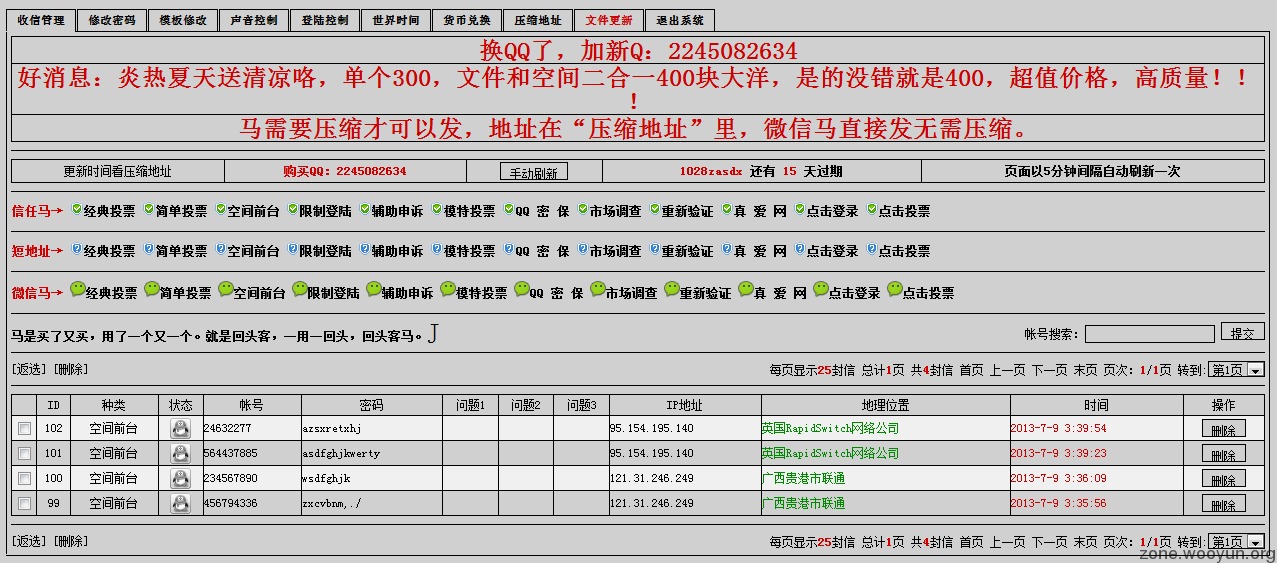 收信管理 修改密码 模板修改 声音控制 登陆控制 世界时间 货币兑换 压缩地址 文件更新 退出系统
换QQ了，加新Q：2245082634
好消息：炎热夏天送清凉咯，单个300，文件和空间二合一400块大洋，是的没错就是400，超值价格，高质量！！
！
马需要压缩才可以发，地址在“压缩地址”里，微信马直接发无需压缩。
更新时间看压缩地址 购买QQ：2245082634 手动刷新 1028zasdx 还有 15 天过期 页面以5分钟间隔自动刷新一次
信任马→ 经典投票 简单投票 空间前台 限制登陆 辅助申诉 模特投票 QQ 密 保 市场调查 重新验证 真 爱 网 点击登录 点击投票
短地址→ 经典投票 简单投票 空间前台 限制登陆 辅助申诉 模特投票 QQ 密 保 市场调查 重新验证 真 爱 网 点击登录 点击投票
微信马→ 经典投票 简单投票 空间前台 限制登陆 辅助申诉 模特投票 QQ 密 保 市场调查 重新验证 真 爱 网 点击登录 点击投票
马是买了又买，用了一个又一个。就是回头客，一用一回头，回头客马。J 帐号搜索： 提交
[返选] [删除] 每页显示25封信 总计1页 共4封信 首页 上一页 下一页 末页 页次：1/1页 转到:第1页
ID 种类 状态 帐号 密码 问题1 问题2 问题3 IP地址 地理位置 时间 操作
102 空间前台 24632277 azsxretxhj 95.154.195.140 英国RapidSwitch网络公司 2013-7-9 3:39:54 删除
101 空间前台 564437885 asdfghjkwerty 95.154.195.140 英国RapidSwitch网络公司 2013-7-9 3:39:23 删除
100 空间前台 234567890 wsdfghjk 121.31.246.249 广西贵港市联通 2013-7-9 3:36:09 删除
99 空间前台 456794336 zxcvbnm,./ 121.31.246.249 广西贵港市联通 2013-7-9 3:35:56 删除
[返选] [删除] 每页显示25封信 总计1页 共4封信 首页 上一页 下一页 末页 页次：1/1页 转到:第1页
zone.wooyun.org